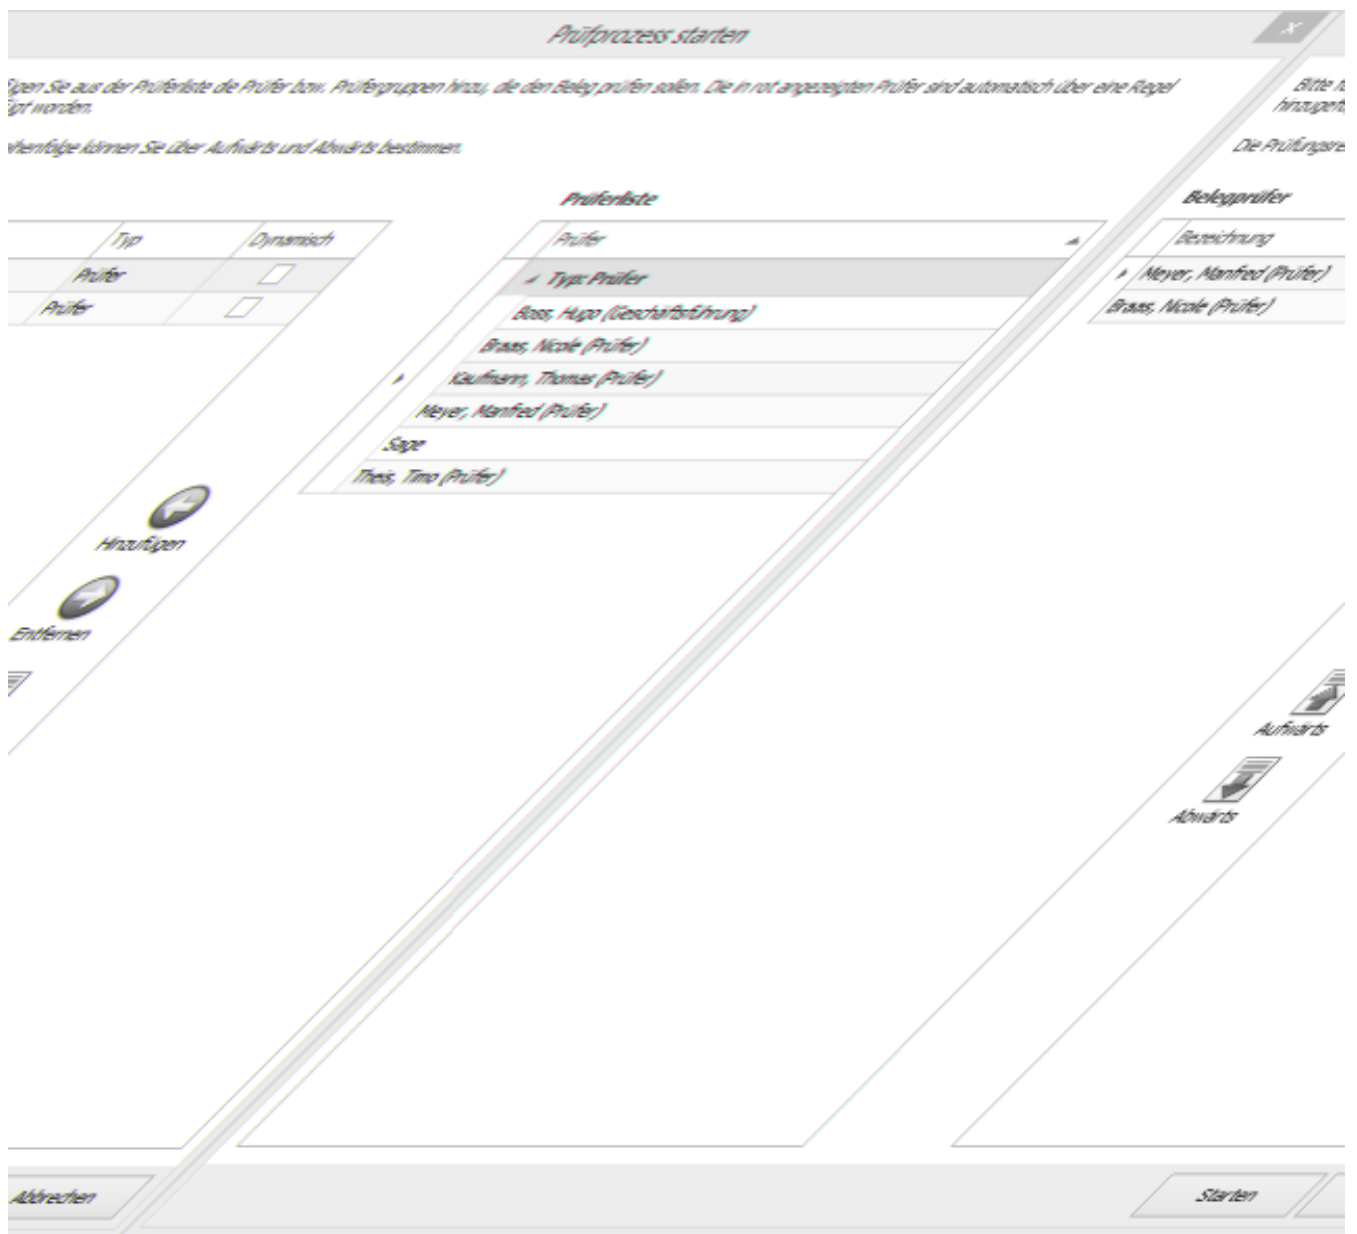 Prüfprozess starten
gen Sie aus der Prüferliste die Prüfer bzw. Prüfergruppen hinzu, die den Beleg prüfen sollen. Die in rot angezeigten Prüfer sind automatisch über eine Regel
gt worden.
ihenfolge können Sie über Aufwärts und Abwärts bestimmen.
Bitte fü
hinzugefü
Die Prüfungsre
Typ Dynamisch
Prüfer
Prüfer
Hinzufügen
Entfernen
Prüferliste
Prüfer
Typ: Prüfer
Boss, Hugo (Geschäftsführung)
Braas, Nicole (Prüfer)
Kaufmann, Thomas (Prüfer)
Meyer, Manfred (Prüfer)
Sage
Theis, Timo (Prüfer)
Belegprüfer
Bezeichnung
Meyer, Manfred (Prüfer)
Braas, Nicole (Prüfer)
Aufwärts
Abwärts
Abbrechen
Starten